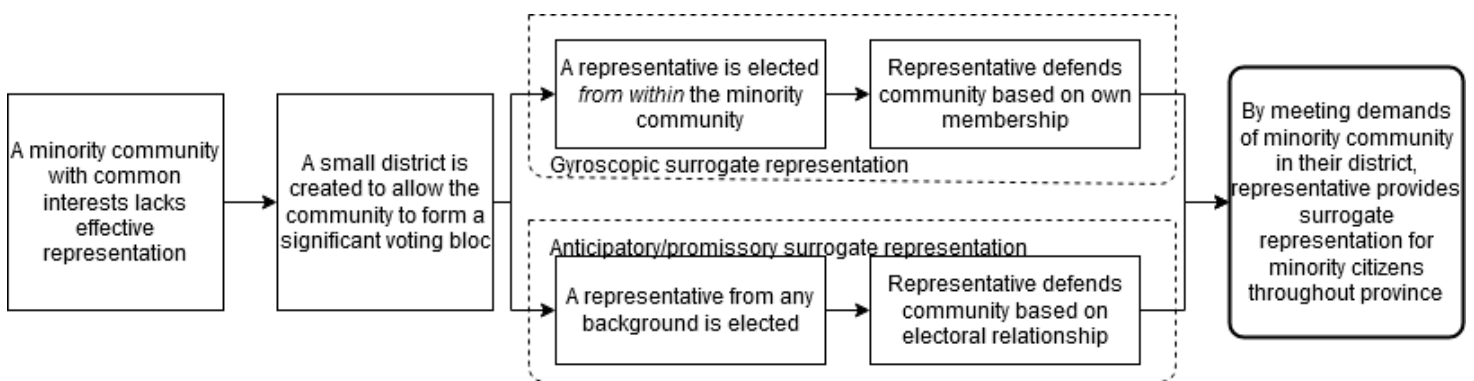 A minority community
with common
interests lacks
effective
representation
A small district is
created to allow the
community to form a
significant voting bloc
A representative is elected
from within the minority
community
Representative defends
community based on own
membership
Gyroscopic surrogate representation
Anticipatory/promissory surrogate representation
A representative from any
background is elected
Representative defends
community based on
electoral relationship
By meeting demands
of minority community
in their district,
representative provides
surrogate
representation for
minority citizens
throughout province